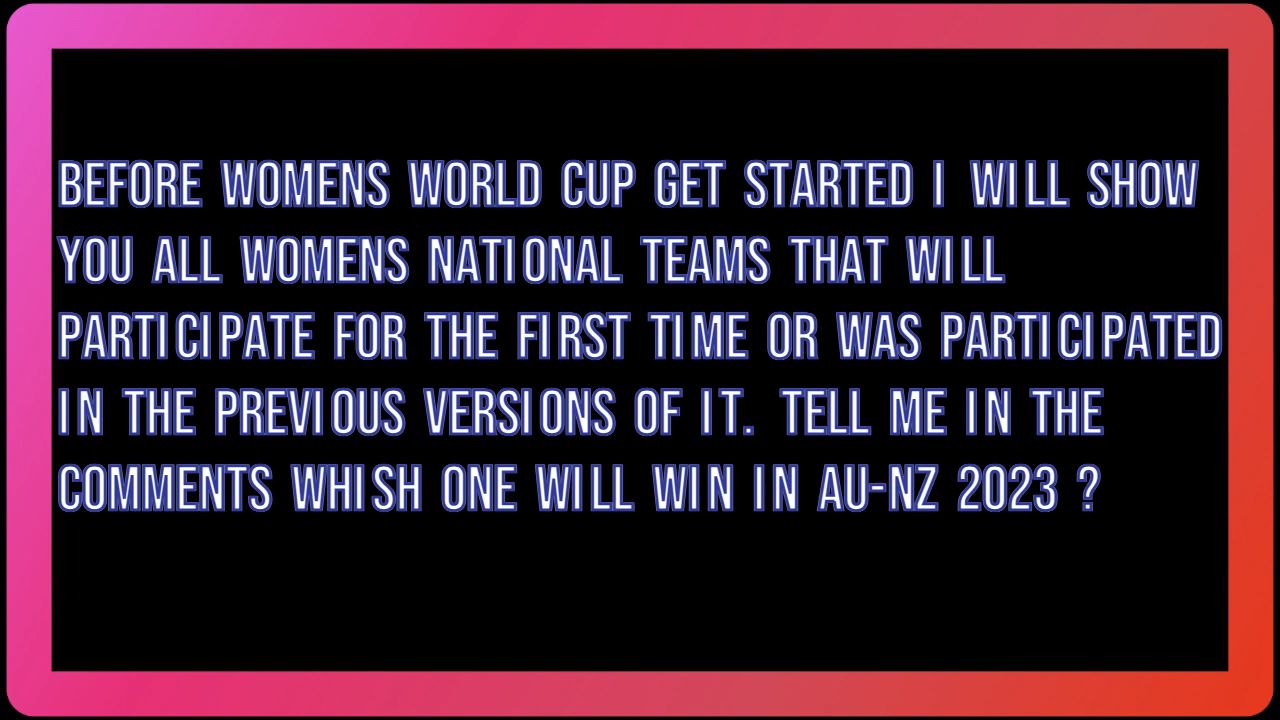 BEFORE WOMENS WORLD CUP GET STARTED I WILL SHOW
YOU ALL WOMENS NATIONAL TEAMS THAT WILL
PARTICIPATE FOR THE FIRST TIME OR WAS PARTICIPATED
IN THE PREVIOUS VERSIONS OF IT. TELL ME IN THE
COMMENTS WHISH ONE WILL WIN IN AU-NZ 2023 ?